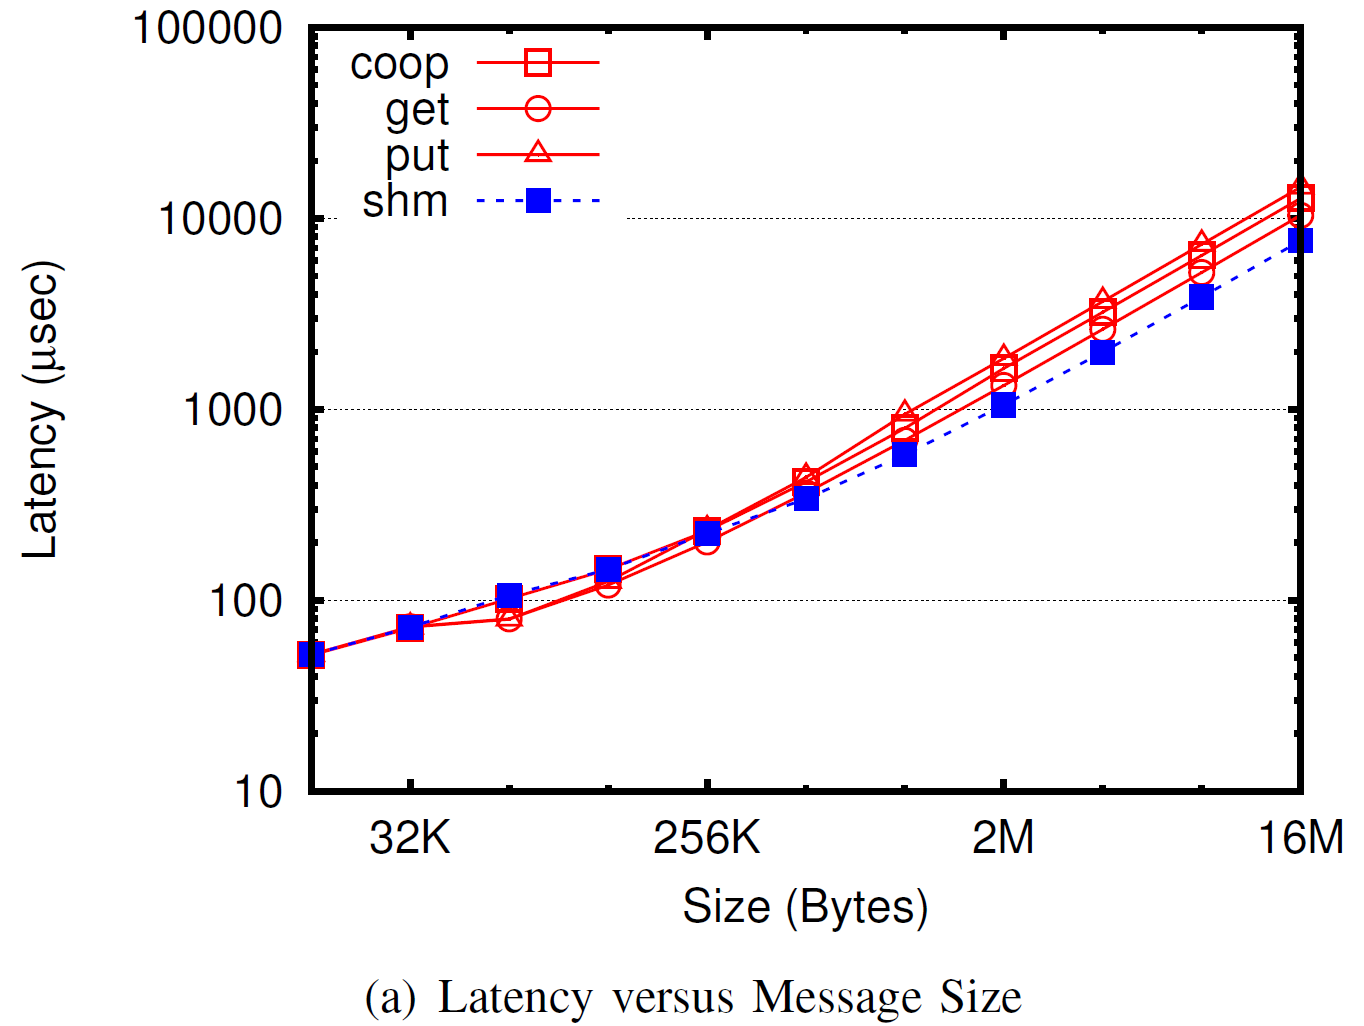 100000
10000
1000
100
10
Latency (μsec)
coop
get
put
shm
32K 256K 2M 16M
Size (Bytes)
(a) Latency versus Message Size